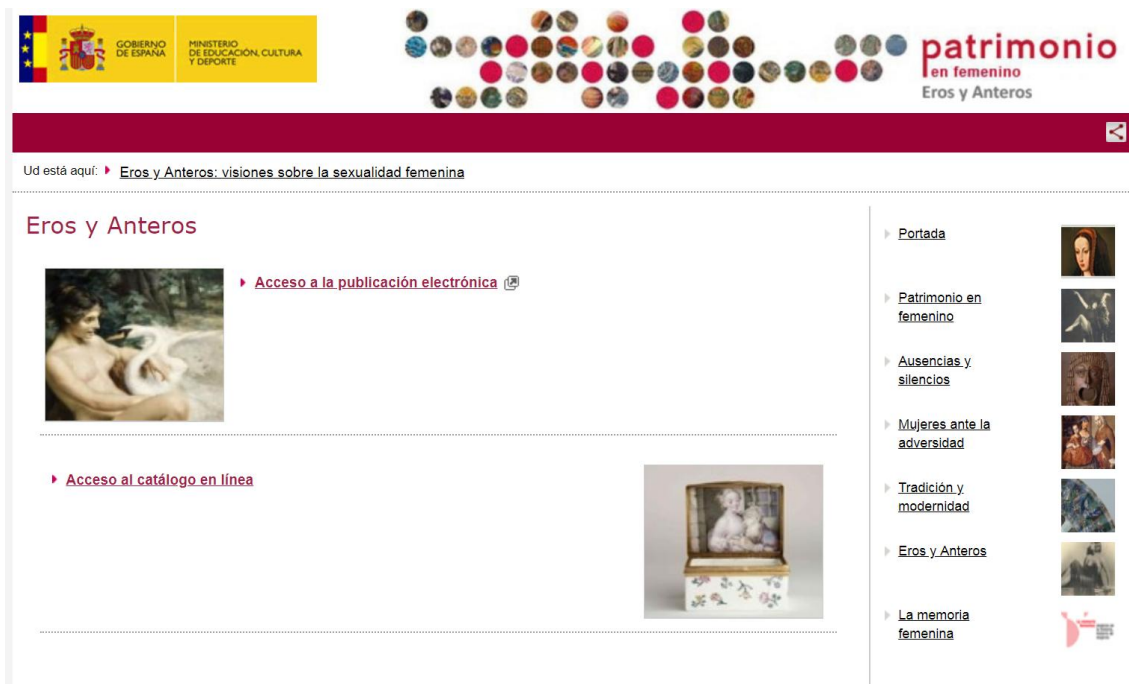 GOBIERNO
DE ESPAÑA
MINISTERIO
DE EDUCACIÓN, CULTURA
Y DEPORTE
patrimonio
en femenino
Eros y Anteros
Ud está aquí: Eros y Anteros: visiones sobre la sexualidad femenina
Eros y Anteros
Acceso a la publicación electrónica
Acceso al catálogo en línea
Portada
Patrimonio en
femenino
Ausencias y
silencios
Mujeres ante la
adversidad
Tradición y
modernidad
Eros y Anteros
La memoria
femenina